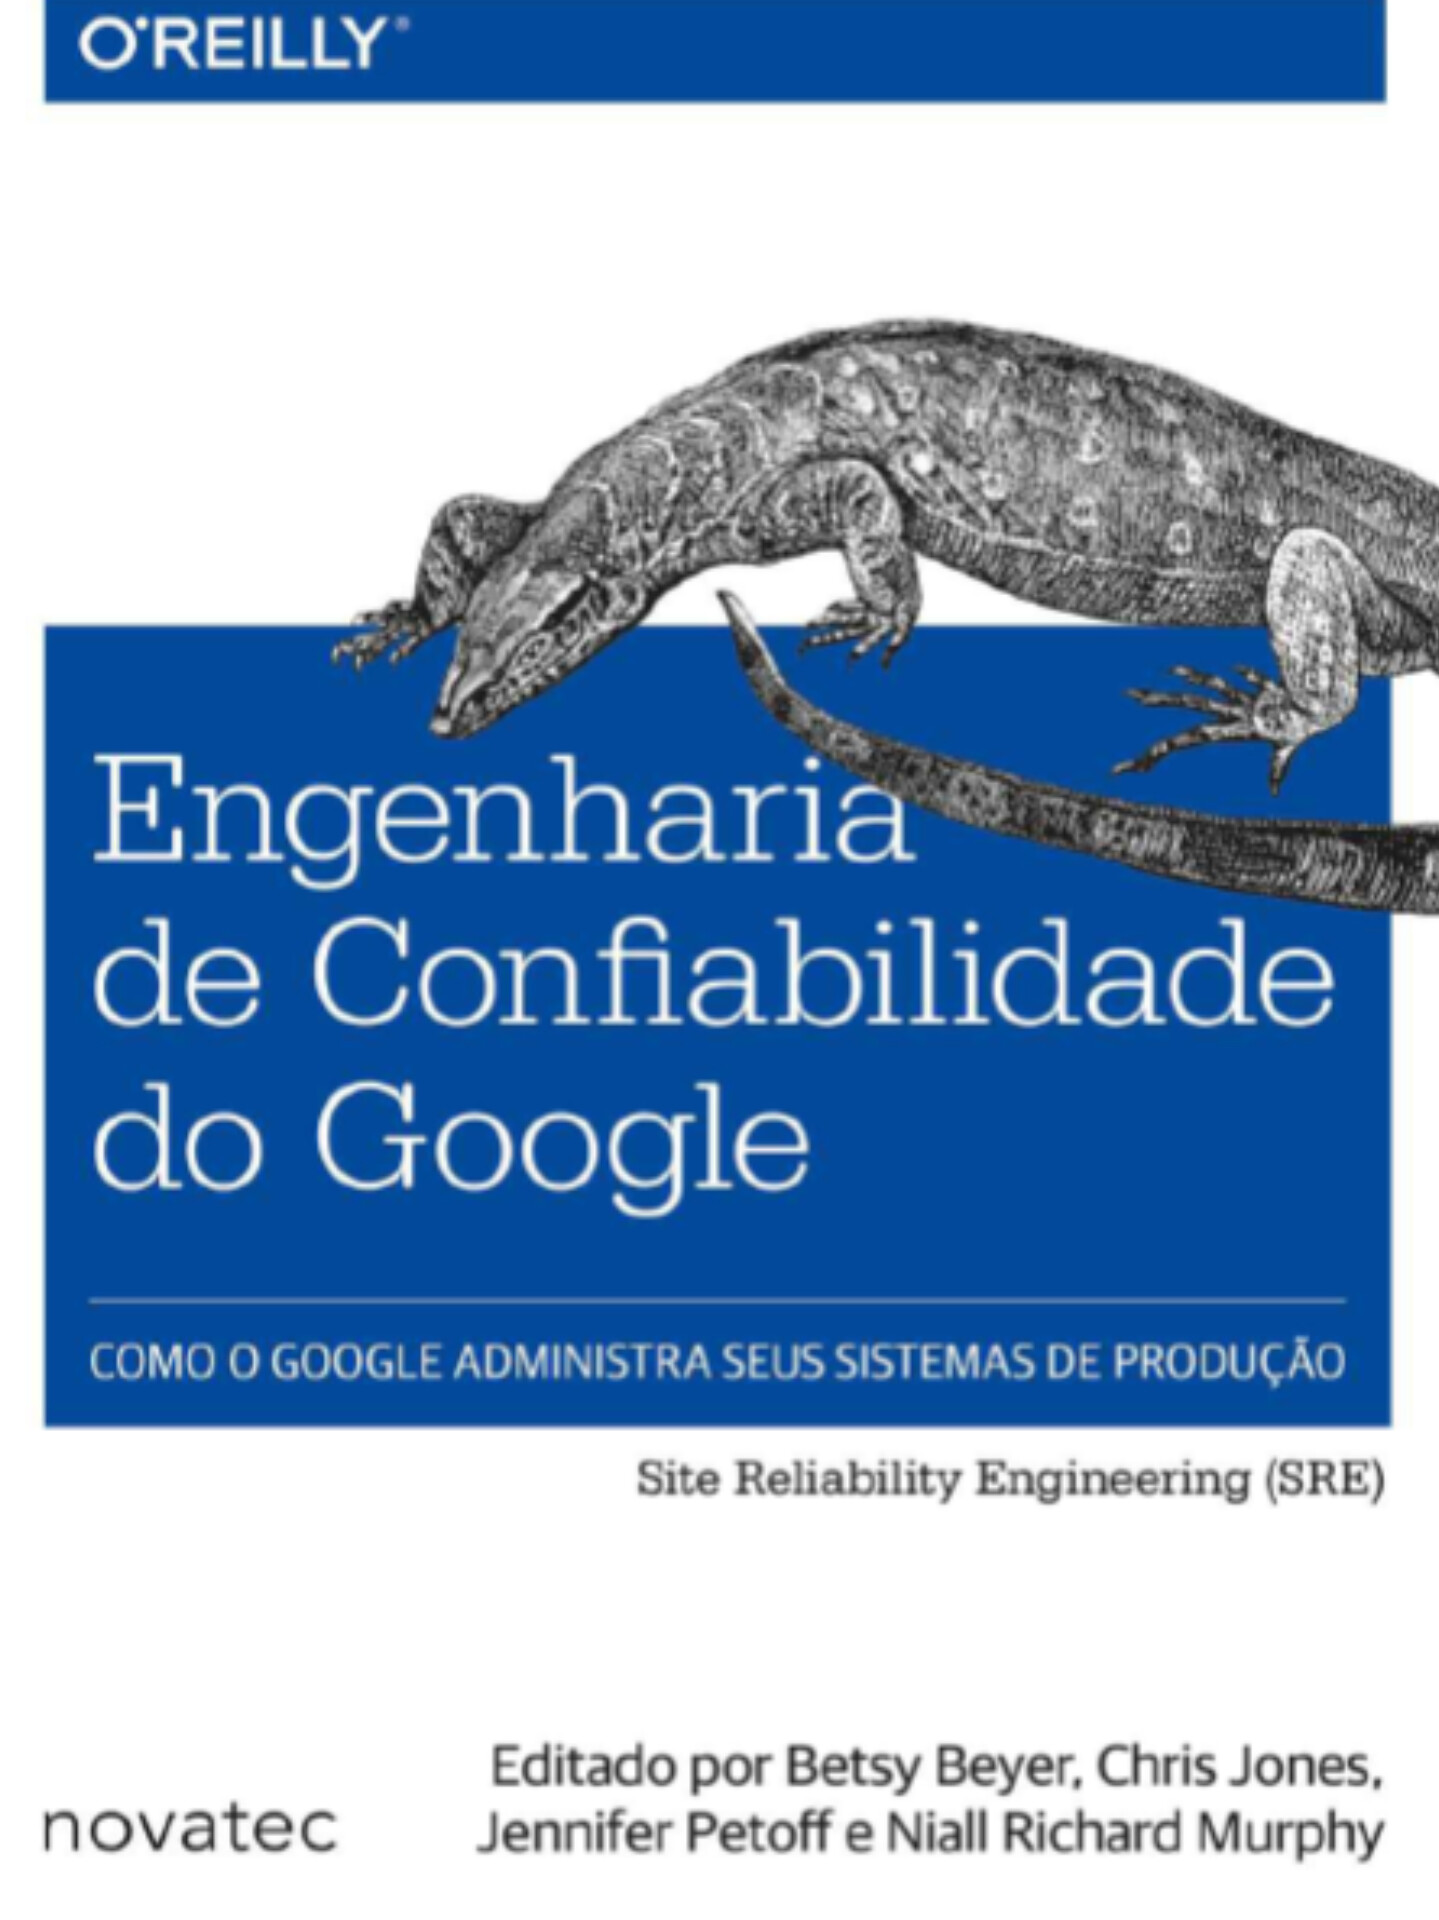 O'REILLY®
Engenharia
de Confiabilidade
do Google
COMO O GOOGLE ADMINISTRA SEUS SISTEMAS DE PRODUÇÃO
Site Reliability Engineering (SRE)
Editado por Betsy Beyer, Chris Jones,
Jennifer Petoff e Niall Richard Murphy
novatec